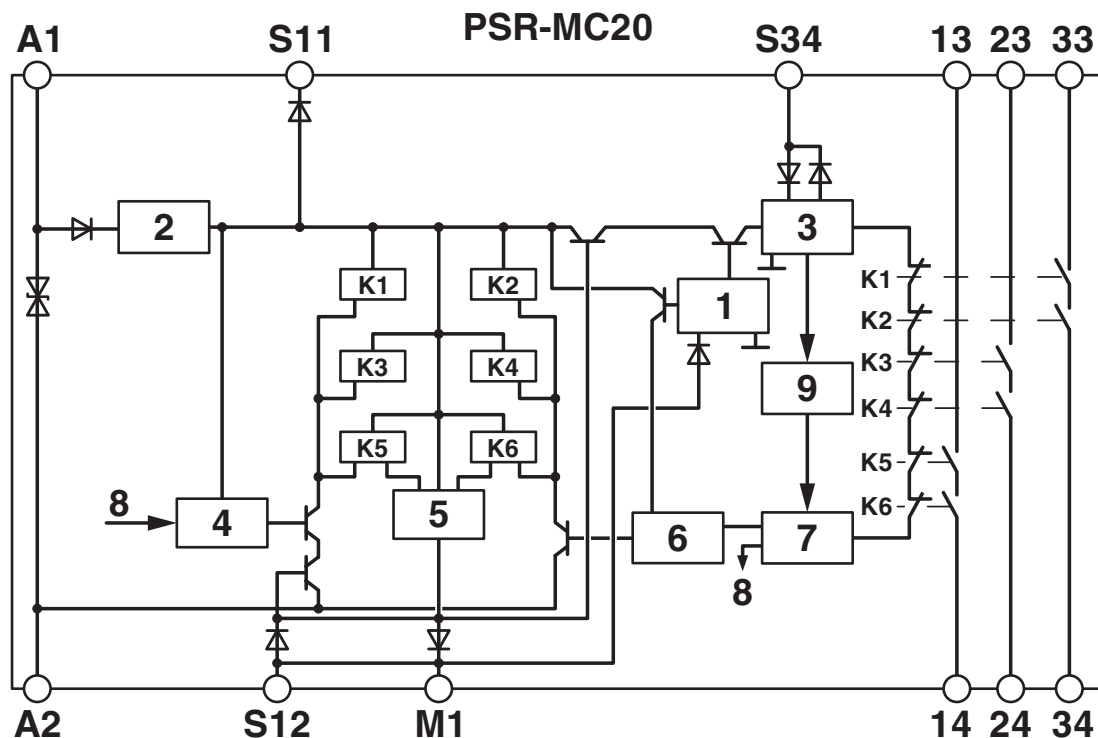 PSR-MC20
A1 S11 S34 13 23 33
2 3
K1 K2 1 K1
K2
K3 K4 9 K3
K4
K5 K6 K5
8 4 5 6 7 K6
8
A2 S12 M1 14 24 34